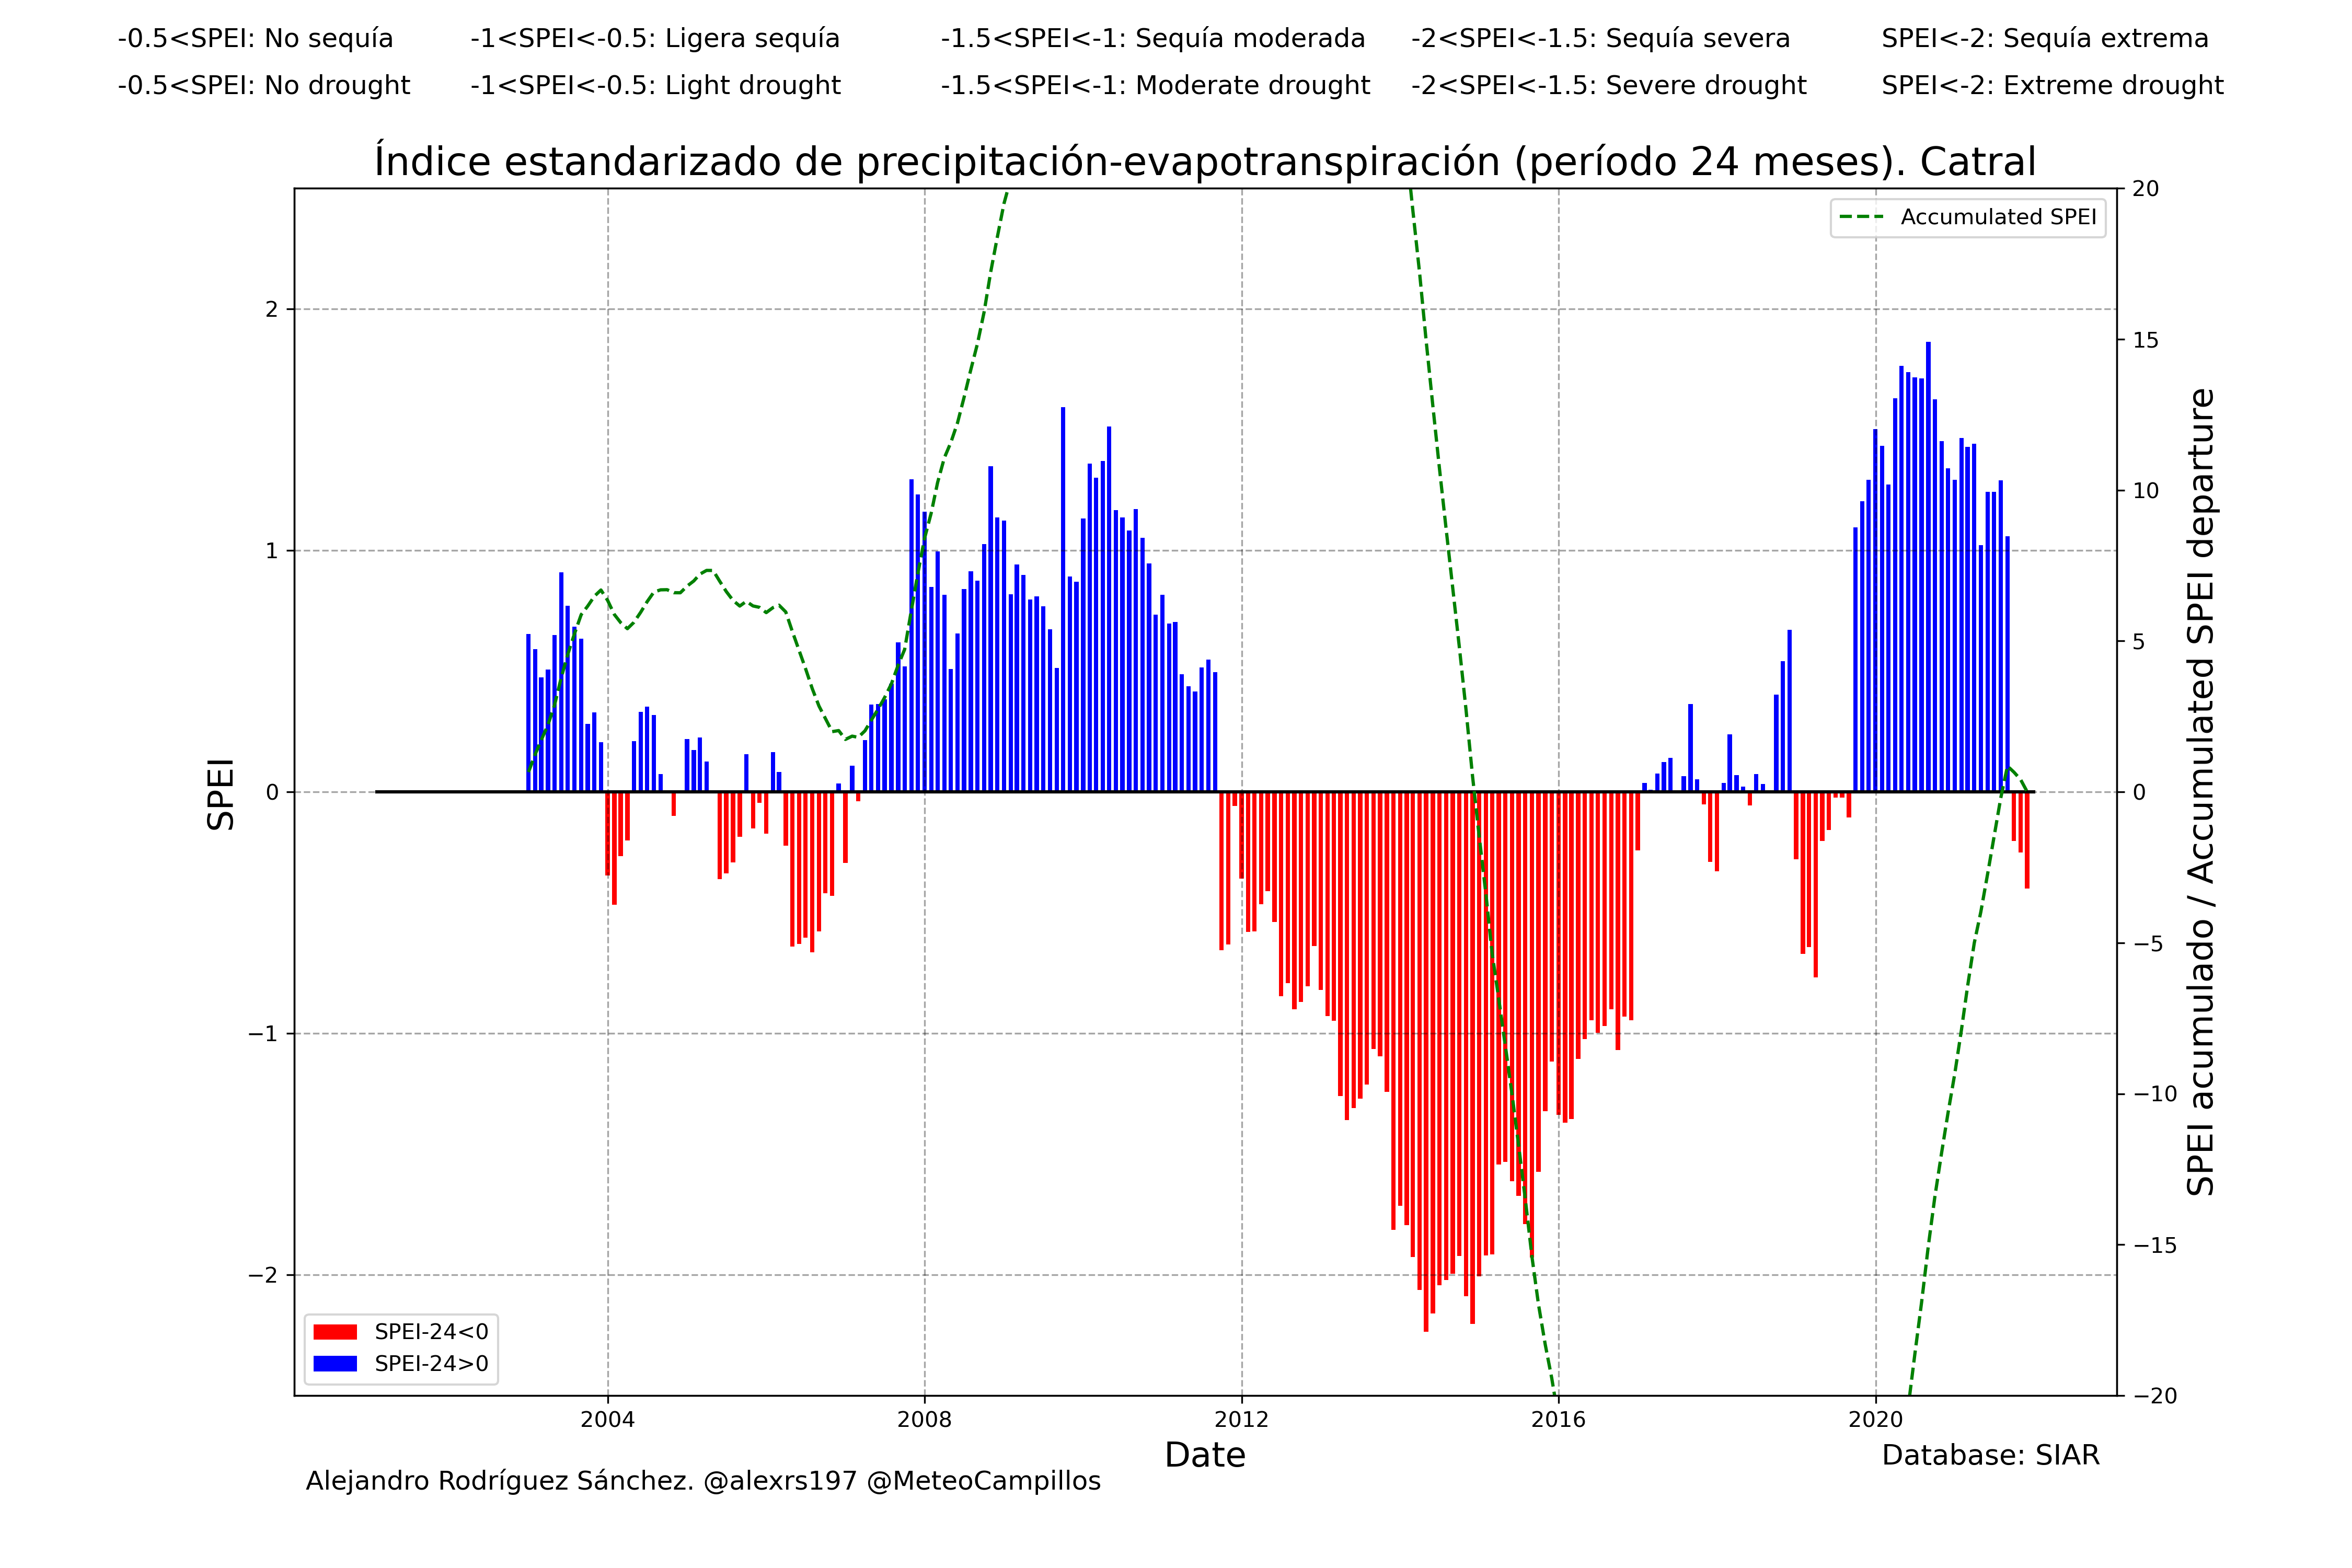 -0.5<SPEI: No sequía -1<SPEI<-0.5: Ligera sequía -1.5<SPEI<-1: Sequía moderada -2<SPEI<-1.5: Sequía severa SPEI<-2: Sequía extrema
-0.5<SPEI: No drought -1<SPEI<-0.5: Light drought -1.5<SPEI<-1: Moderate drought -2<SPEI<-1.5: Severe drought SPEI<-2: Extreme drought
Índice estandarizado de precipitación-evapotranspiración (período 24 meses). Catral
Accumulated SPEI
SPEI
2
1
0
−1
−2
20
15
10
5
0
−5
−10
−15
−20
SPEI acumulado / Accumulated SPEI departure
SPEI-24<0
SPEI-24>0
2004 2008 2012 2016 2020
Date
Database: SIAR
Alejandro Rodríguez Sánchez. @alexrs197 @MeteoCampillos